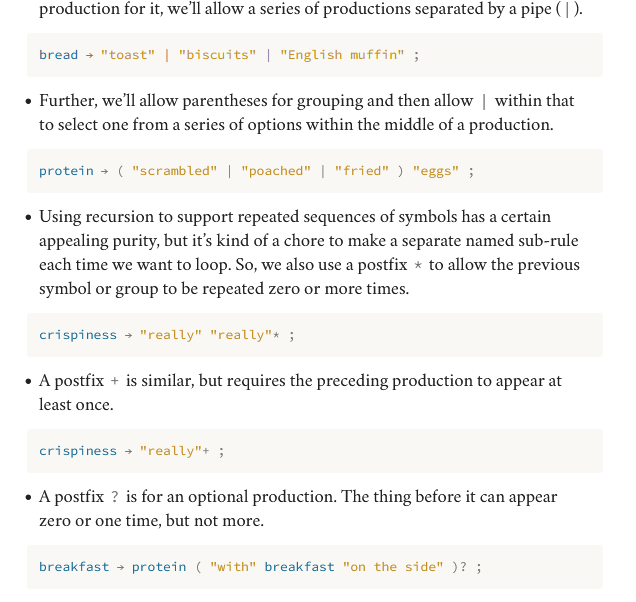 production for it, we’ll allow a series of productions separated by a pipe (|).
bread → "toast" | "biscuits" | "English muffin" ;
• Further, we’ll allow parentheses for grouping and then allow | within that
to select one from a series of options within the middle of a production.
protein → ( "scrambled" | "poached" | "fried" ) "eggs" ;
• Using recursion to support repeated sequences of symbols has a certain
appealing purity, but it’s kind of a chore to make a separate named sub-rule
each time we want to loop. So, we also use a postfix * to allow the previous
symbol or group to be repeated zero or more times.
crispiness → "really" "really"* ;
• A postfix + is similar, but requires the preceding production to appear at
least once.
crispiness → "really"+ ;
• A postfix ? is for an optional production. The thing before it can appear
zero or one time, but not more.
breakfast → protein ( "with" breakfast "on the side" )? ;